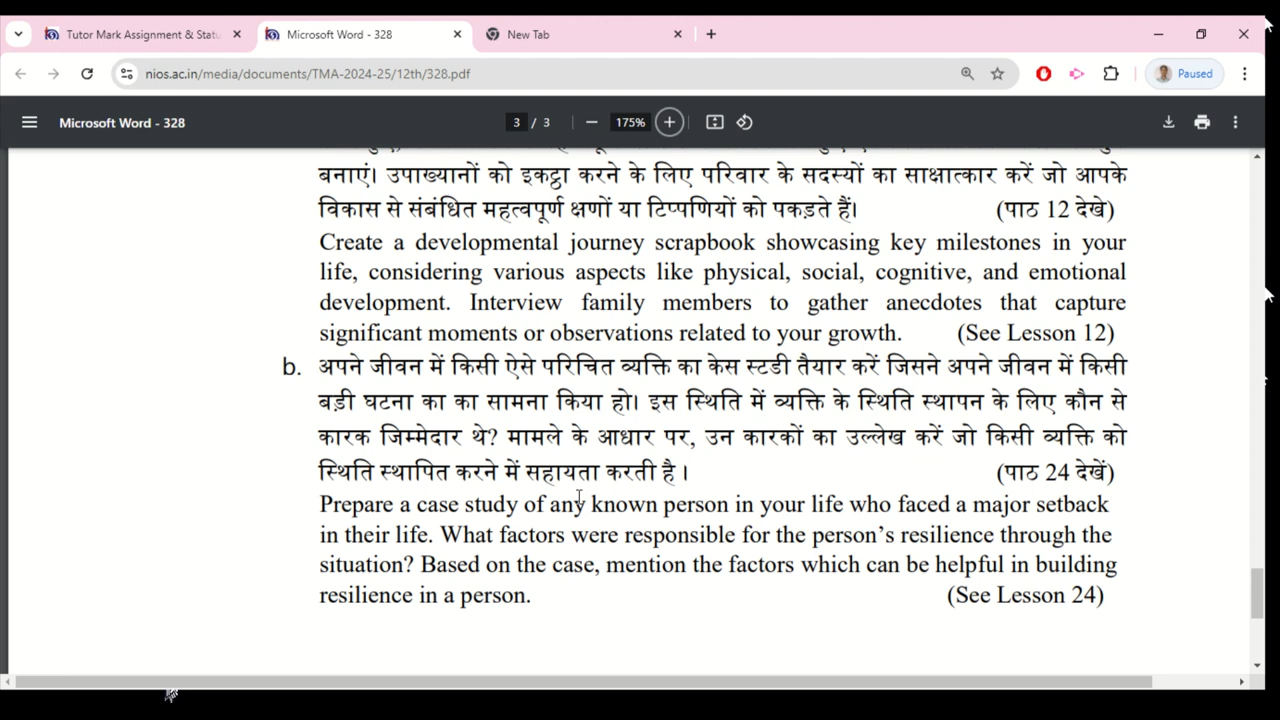 Tutor Mark Assignment & Statu
Microsoft Word - 328
New Tab
nios.ac.in/media/documents/TMA-2024-25/12th/328.pdf
Paused
Microsoft Word - 328
3 / 3
175%
बनाएं। उपाख्यानों को इकट्ठा करने के लिए परिवार के सदस्यों का साक्षात्कार करें जो आपके
विकास से संबंधित महत्वपूर्ण क्षणों या टिप्पणियों को पकड़ते हैं। (पाठ 12 देखे)
Create a developmental journey scrapbook showcasing key milestones in your
life, considering various aspects like physical, social, cognitive, and emotional
development. Interview family members to gather anecdotes that capture
significant moments or observations related to your growth. (See Lesson 12)
b. अपने जीवन में किसी ऐसे परिचित व्यक्ति का केस स्टडी तैयार करें जिसने अपने जीवन में किसी
बड़ी घटना का का सामना किया हो। इस स्थिति में व्यक्ति के स्थिति स्थापन के लिए कौन से
कारक जिम्मेदार थे? मामले के आधार पर, उन कारकों का उल्लेख करें जो किसी व्यक्ति को
स्थिति स्थापित करने में सहायता करती है। (पाठ 24 देखें)
Prepare a case study of any known person in your life who faced a major setback
in their life. What factors were responsible for the person's resilience through the
situation? Based on the case, mention the factors which can be helpful in building
resilience in a person. (See Lesson 24)